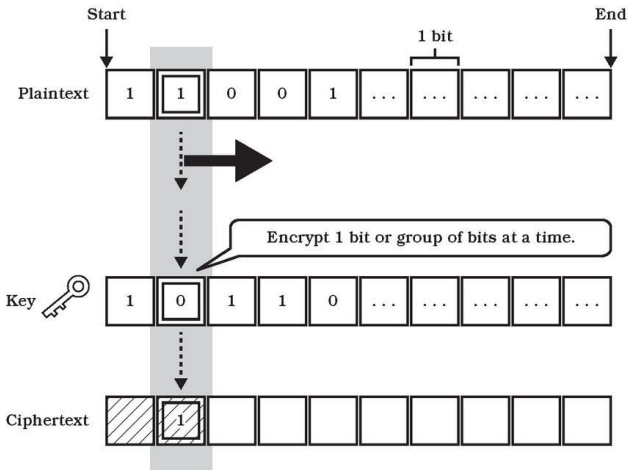 Start End
1 bit
Plaintext 1 1 0 0 1 ... ... ... ... ...
Encrypt 1 bit or group of bits at a time.
Key 1 0 1 1 0 ... ... ... ... ...
Ciphertext 1